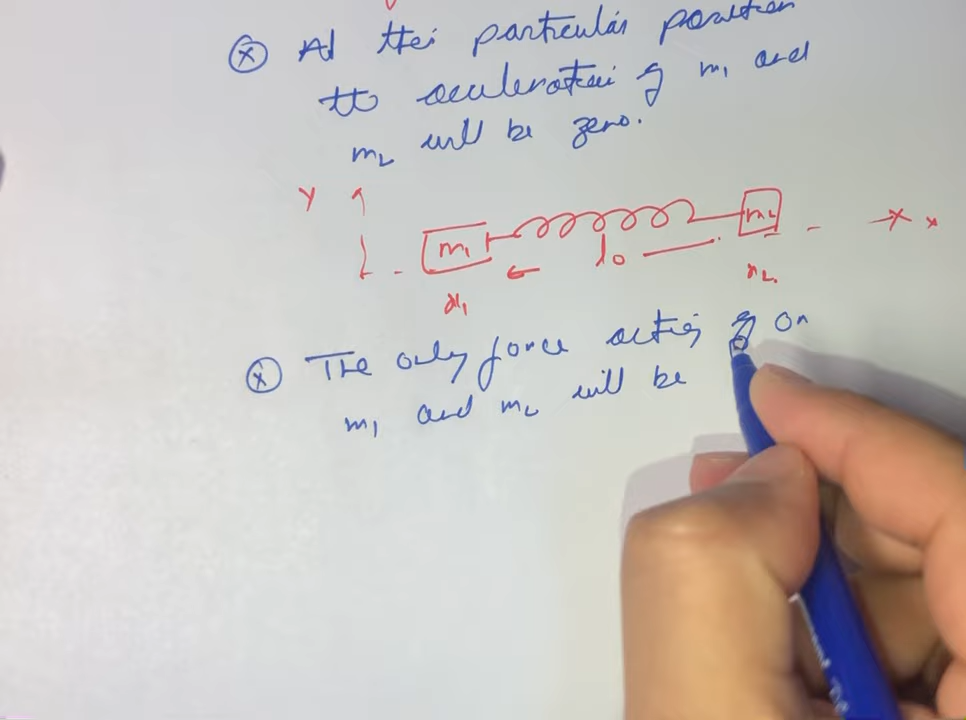 ⓧ At the particular position
the acceleration of m₁ and
m₂ will be zero.
Y
m₁ l₀ m₂ x
x₁ x₂
ⓧ The only force acting on
m₁ and m₂ will be